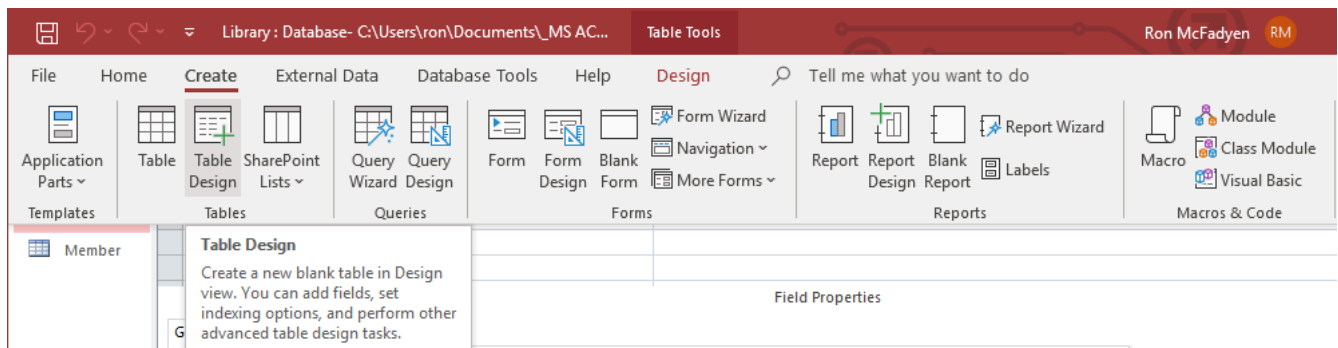 Library : Database- C:\Users\ron\Documents\_MS AC... Table Tools Ron McFadyen RM
File Home Create External Data Database Tools Help Design Tell me what you want to do
Application Parts
Table
Table Design
SharePoint Lists
Query Wizard
Query Design
Form
Form Design
Blank Form
Form Wizard
Navigation
More Forms
Report
Report Design
Blank Report
Report Wizard
Labels
Macro
Module
Class Module
Visual Basic
Templates Tables Queries Forms Reports Macros & Code
Member
Table Design
Create a new blank table in Design
view. You can add fields, set
indexing options, and perform other
advanced table design tasks.
Field Properties
G